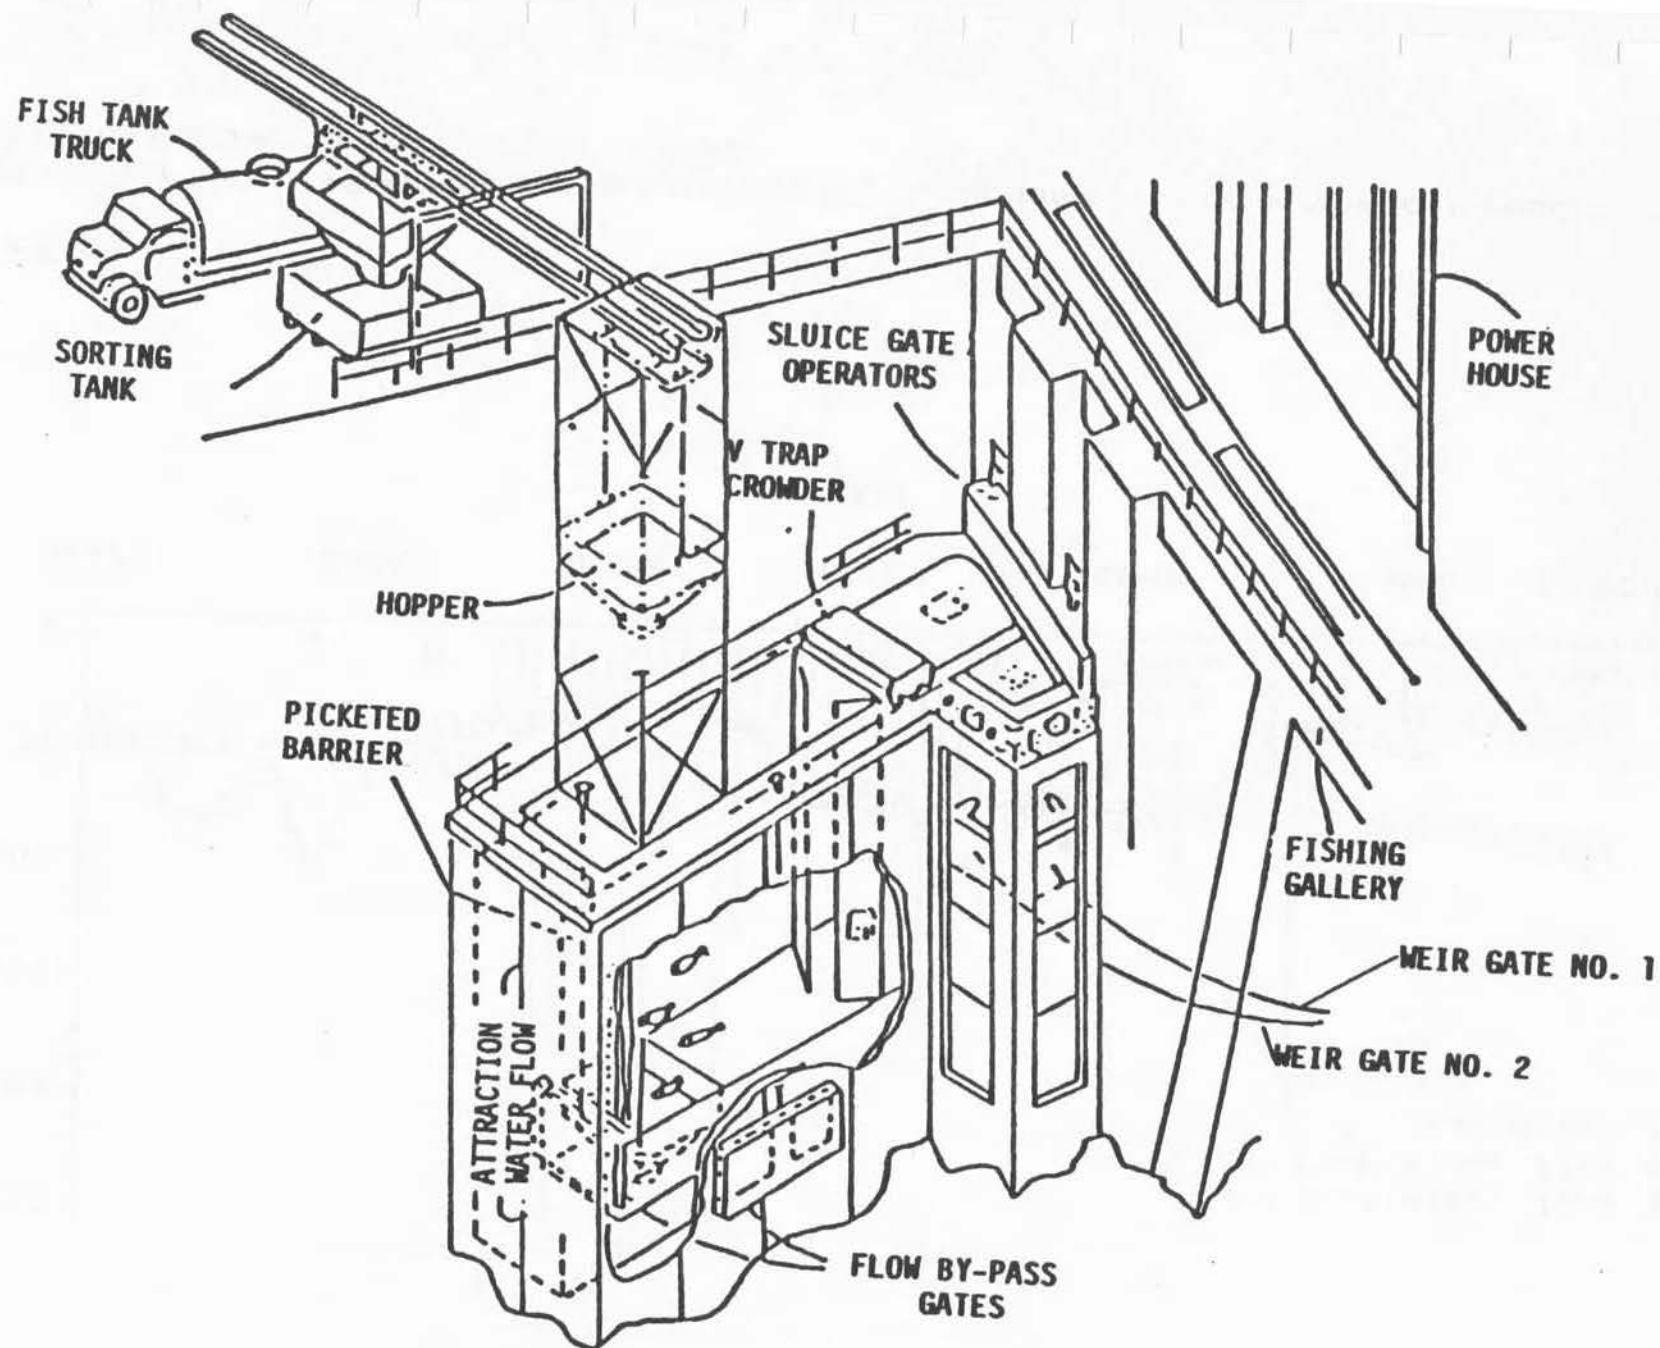 FISH TANK
TRUCK
SORTING
TANK
SLUICE GATE
OPERATORS
POWER
HOUSE
V TRAP
CROWDER
HOPPER
PICKETED
BARRIER
FISHING
GALLERY
WEIR GATE NO. 1
WEIR GATE NO. 2
ATTRACTION
WATER FLOW
FLOW BY-PASS
GATES